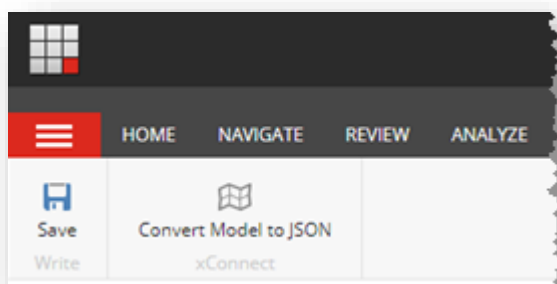 HOME NAVIGATE REVIEW ANALYZE
Save Convert Model to JSON
Write xConnect